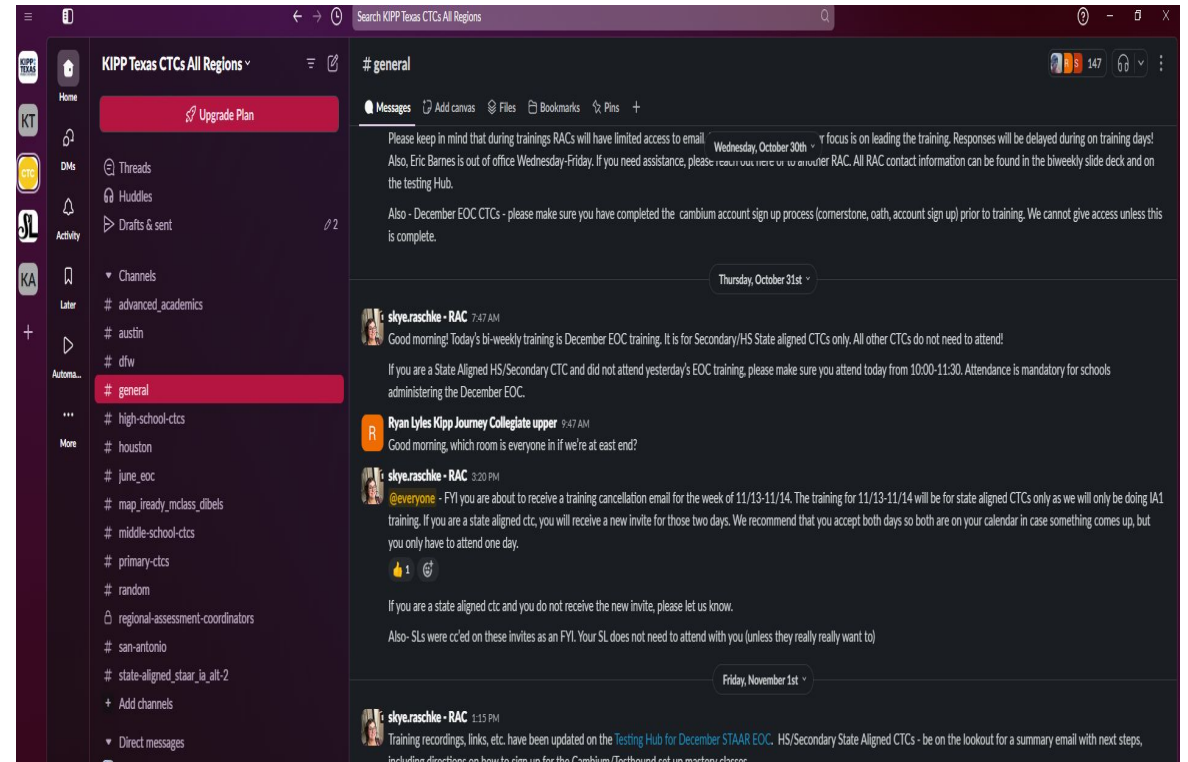 Search KIPP Texas CTCs All Regions
KIPP:
TEXAS
KT
CTC
SL
KA
Home
DMs
Activity
Later
Automa...
More
KIPP Texas CTCs All Regions
Upgrade Plan
Threads
Huddles
Drafts & sent
2
Channels
# advanced_academics
# austin
# dfw
# general
# high-school-ctcs
# houston
# june_eoc
# map_iready_mclass_dibels
# middle-school-ctcs
# primary-ctcs
# random
regional-assessment-coordinators
# san-antonio
# state-aligned_staar_ia_alt-2
+ Add channels
Direct messages
# general
R S 147
Messages Add canvas Files Bookmarks Pins +
Please keep in mind that during trainings RACs will have limited access to email focus is on leading the training. Responses will be delayed during on training days!
Wednesday, October 30th
Also, Eric Barnes is out of office Wednesday-Friday. If you need assistance, please reach out here or to another RAC. All RAC contact information can be found in the biweekly slide deck and on
the testing Hub.
Also - December EOC CTCs - please make sure you have completed the cambium account sign up process (cornerstone, oath, account sign up) prior to training. We cannot give access unless this
is complete.
Thursday, October 31st
skye.raschke - RAC 7:47 AM
Good morning! Today's bi-weekly training is December EOC training. It is for Secondary/HS State aligned CTCs only. All other CTCs do not need to attend!
If you are a State Aligned HS/Secondary CTC and did not attend yesterday's EOC training, please make sure you attend today from 10:00-11:30. Attendance is mandatory for schools
administering the December EOC.
R
Ryan Lyles Kipp Journey Collegiate upper 9:47 AM
Good morning, which room is everyone in if we're at east end?
skye.raschke - RAC 3:20 PM
@everyone - FYI you are about to receive a training cancellation email for the week of 11/13-11/14. The training for 11/13-11/14 will be for state aligned CTCs only as we will only be doing IA1
training. If you are a state aligned ctc, you will receive a new invite for those two days. We recommend that you accept both days so both are on your calendar in case something comes up, but
you only have to attend one day.
1
If you are a state aligned ctc and you do not receive the new invite, please let us know.
Also- SLs were cc'ed on these invites as an FYI. Your SL does not need to attend with you (unless they really really want to)
Friday, November 1st
skye.raschke - RAC 1:15 PM
Training recordings, links, etc. have been updated on the Testing Hub for December STAAR EOC. HS/Secondary State Aligned CTCs - be on the lookout for a summary email with next steps,
including directions on how to sign up for the Cambium/Testhound set up mastery classes